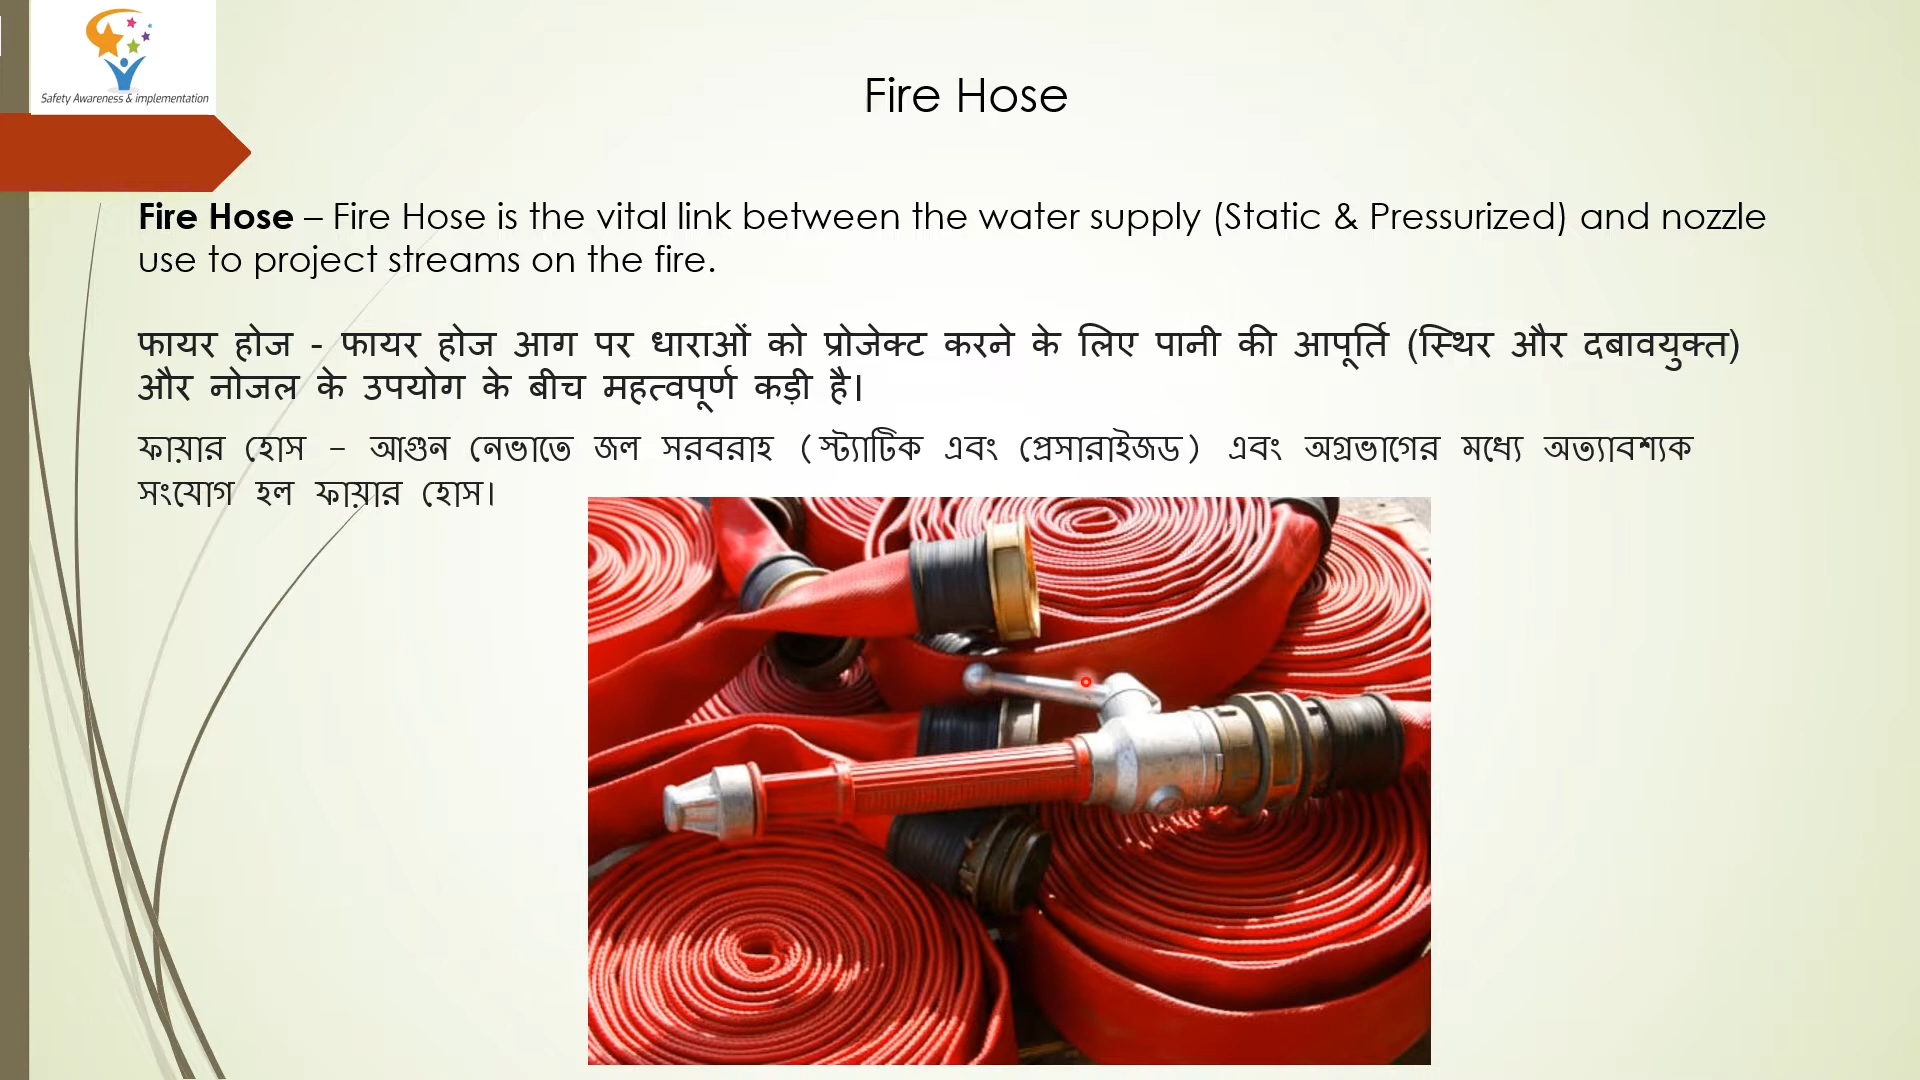 Safety Awareness & implementation
Fire Hose
Fire Hose – Fire Hose is the vital link between the water supply (Static & Pressurized) and nozzle
use to project streams on the fire.
फायर होज - फायर होज आग पर धाराओं को प्रोजेक्ट करने के लिए पानी की आपूर्ति (स्थिर और दबावयुक्त)
और नोजल के उपयोग के बीच महत्वपूर्ण कड़ी है।
ফায়ার হোস – আগুন নেভাতে জল সরবরাহ (স্ট্যাটিক এবং প্রেসারাইজড) এবং অগ্রভাগের মধ্যে অত্যাবশ্যক
সংযোগ হল ফায়ার হোস।